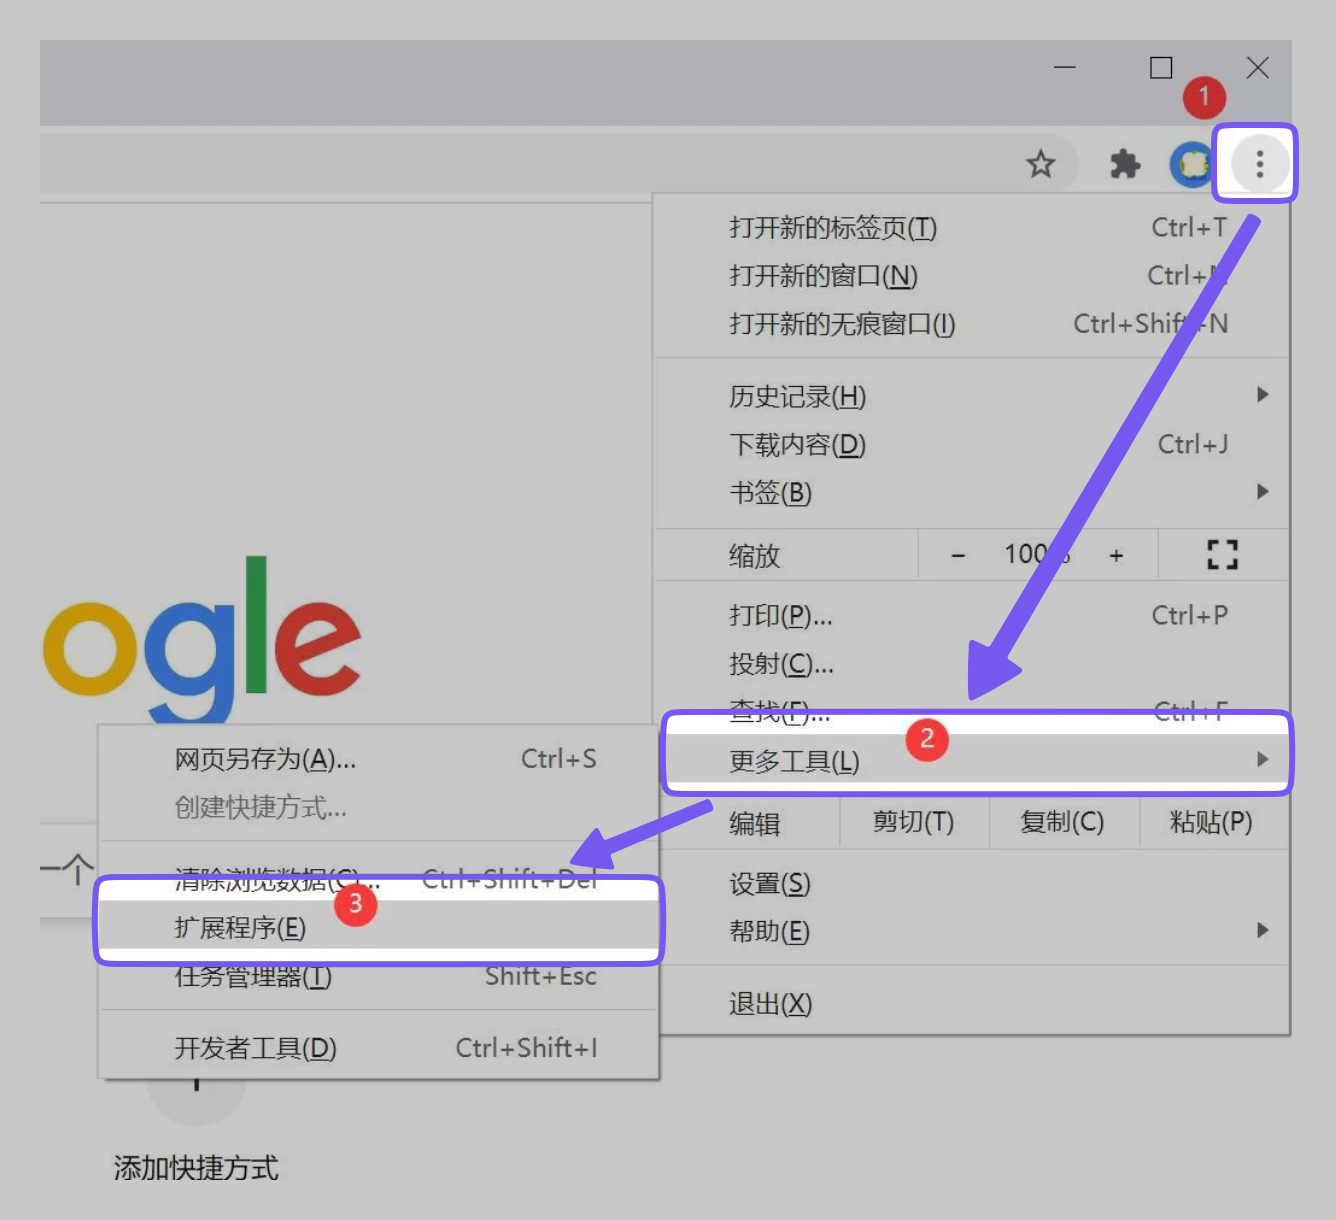 1
打开新的标签页(T) Ctrl+T
打开新的窗口(N) Ctrl+N
打开新的无痕窗口(I) Ctrl+Shift+N
历史记录(H)
下载内容(D) Ctrl+J
书签(B)
缩放 − 100% +
打印(P)... Ctrl+P
投射(C)...
查找(F)... Ctrl+F
更多工具(L) 2
编辑 剪切(T) 复制(C) 粘贴(P)
设置(S)
帮助(E)
退出(X)
ogle
网页另存为(A)... Ctrl+S
创建快捷方式...
一个
清除浏览数据(C)... Ctrl+Shift+Del
扩展程序(E) 3
任务管理器(T) Shift+Esc
开发者工具(D) Ctrl+Shift+I
添加快捷方式